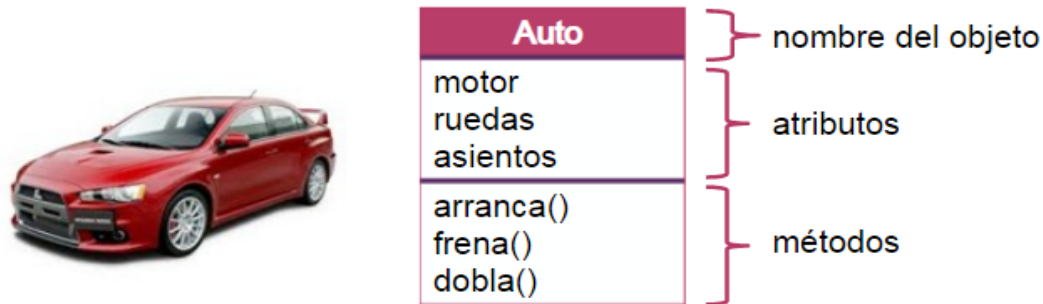 Auto
nombre del objeto
motor
ruedas
asientos
atributos
arranca()
frena()
dobla()
métodos